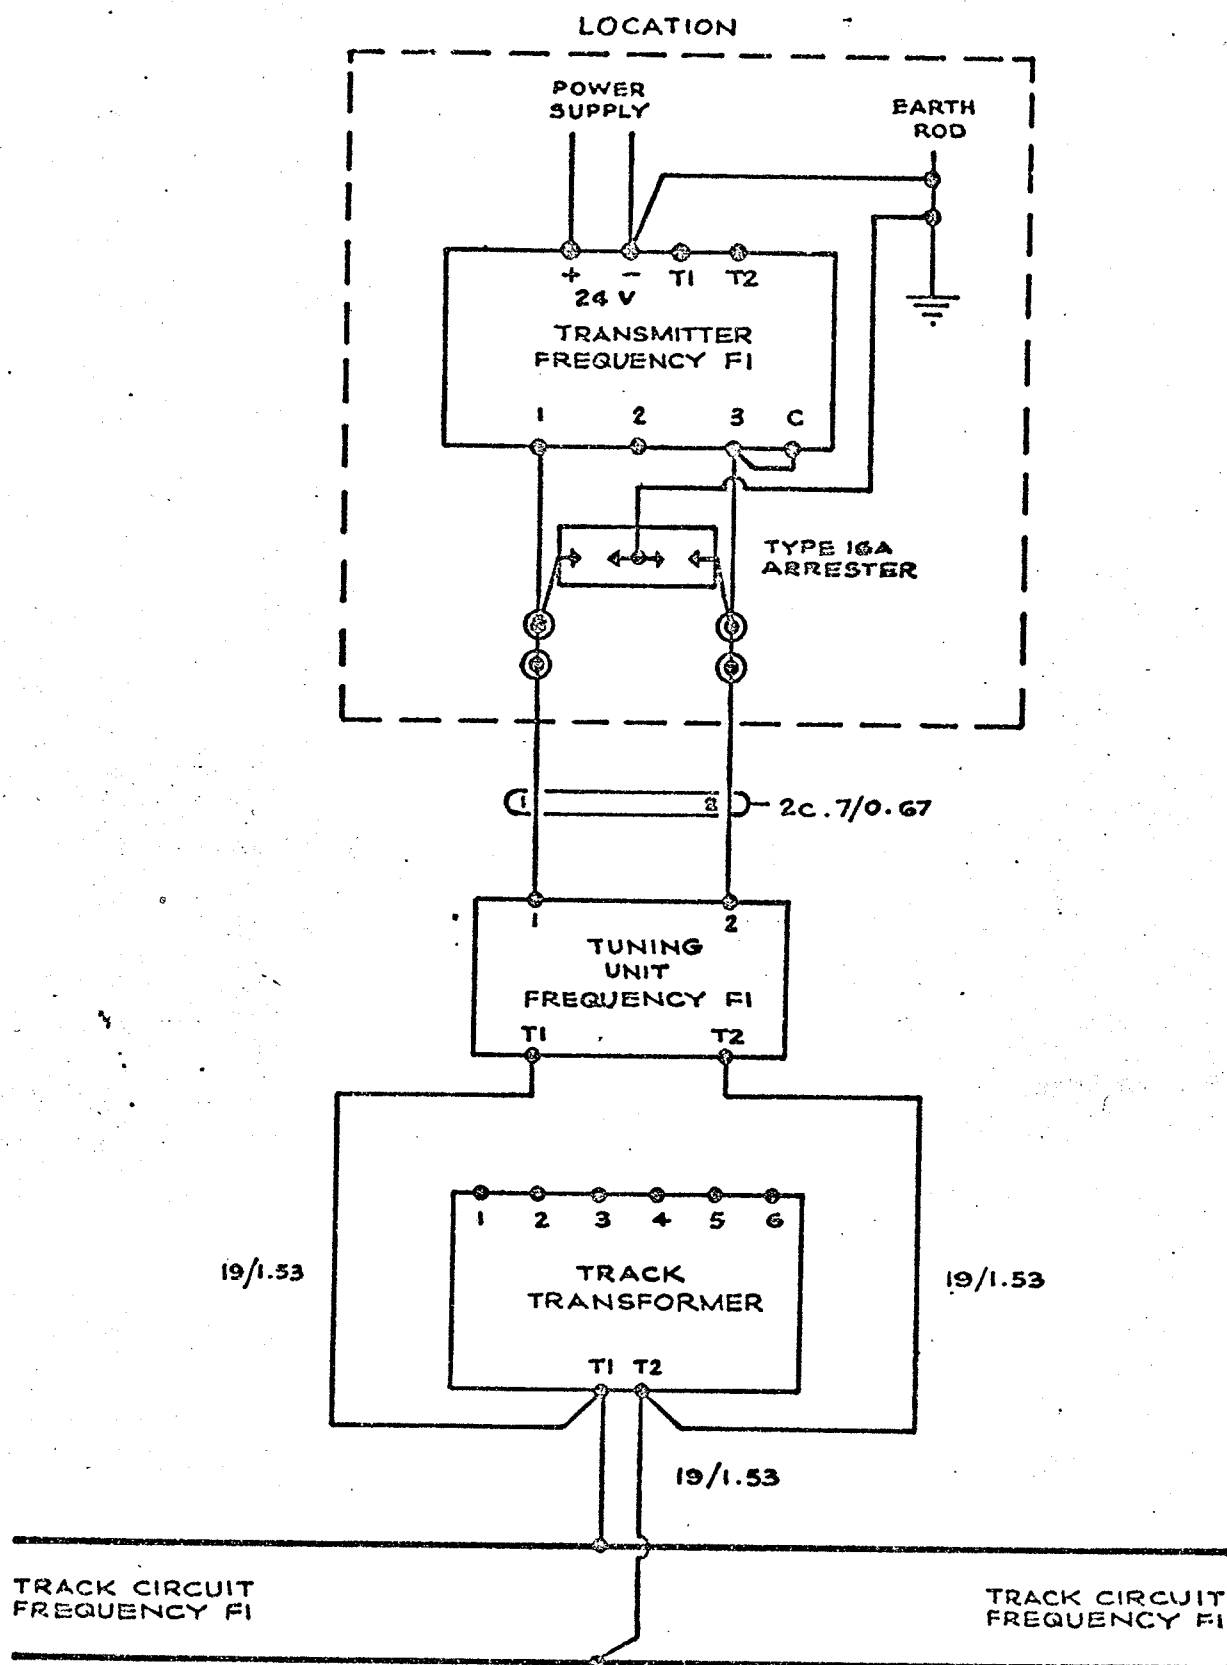 LOCATION
POWER
SUPPLY
EARTH
ROD
+ - T1 T2
24 V
TRANSMITTER
FREQUENCY F1
1 2 3 C
TYPE 16A
ARRESTER
1 2 2C.7/0.67
1 2
TUNING
UNIT
FREQUENCY F1
T1 T2
1 2 3 4 5 6
19/1.53
TRACK
TRANSFORMER
19/1.53
T1 T2
19/1.53
TRACK CIRCUIT
FREQUENCY F1
TRACK CIRCUIT
FREQUENCY F1